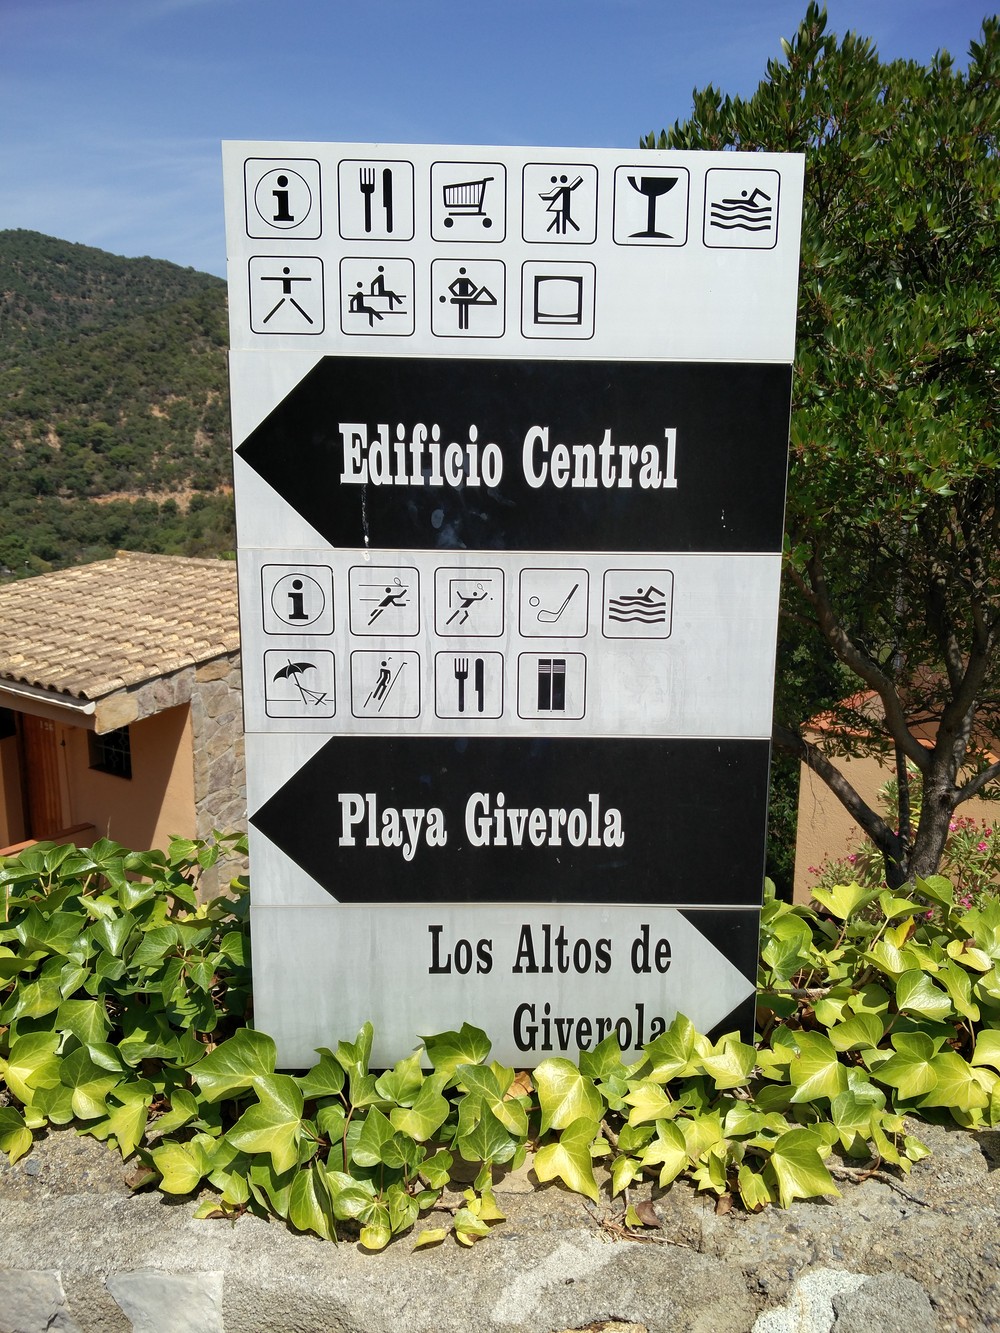 Edificio Central
Playa Giverola
Los Altos de
Giverola